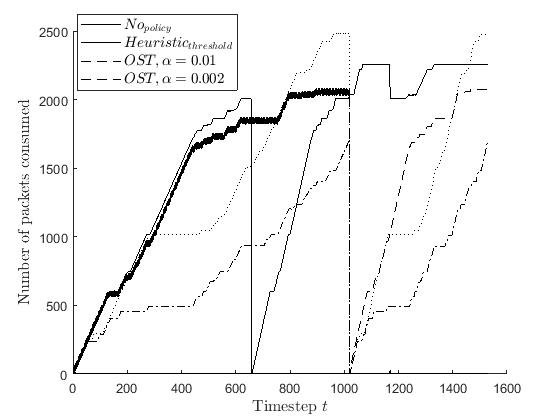 No_policy
Heuristic_threshold
OST, α = 0.01
OST, α = 0.002
Number of packets consumed
2500
2000
1500
1000
500
0
0 200 400 600 800 1000 1200 1400 1600
Timestep t